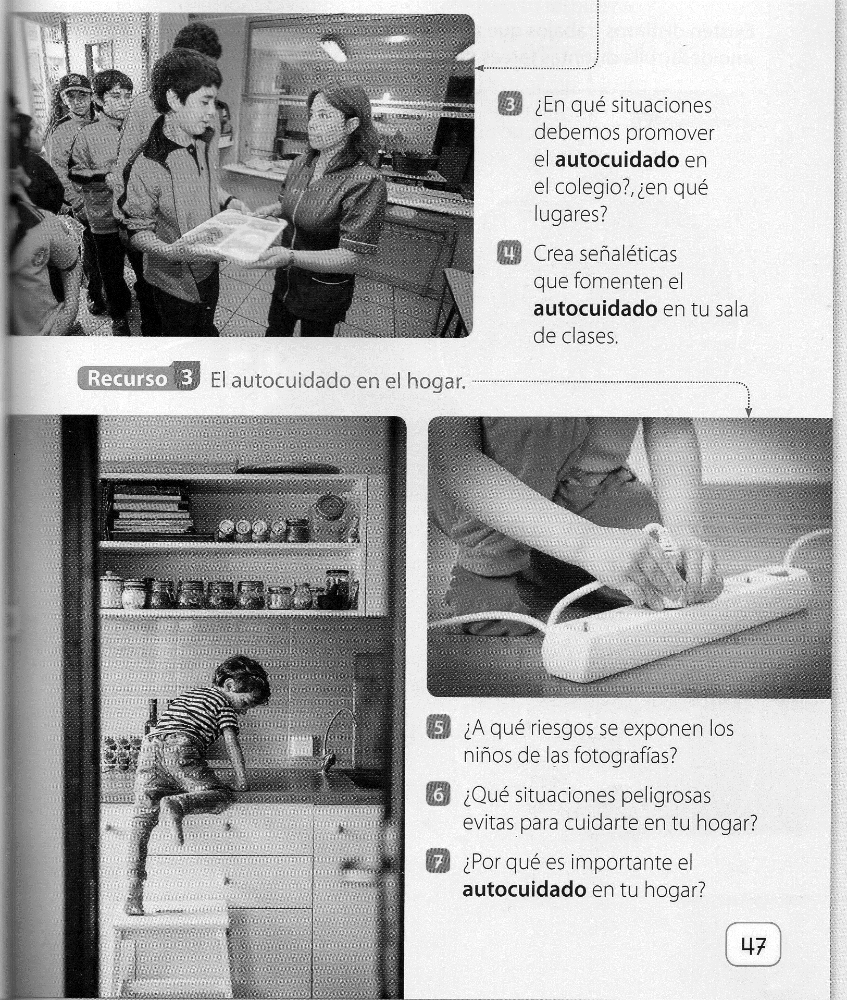 3 ¿En qué situaciones
debemos promover
el autocuidado en
el colegio?, ¿en qué
lugares?
4 Crea señaléticas
que fomenten el
autocuidado en tu sala
de clases.
Recurso 3 El autocuidado en el hogar.
5 ¿A qué riesgos se exponen los
niños de las fotografías?
6 ¿Qué situaciones peligrosas
evitas para cuidarte en tu hogar?
7 ¿Por qué es importante el
autocuidado en tu hogar?
47